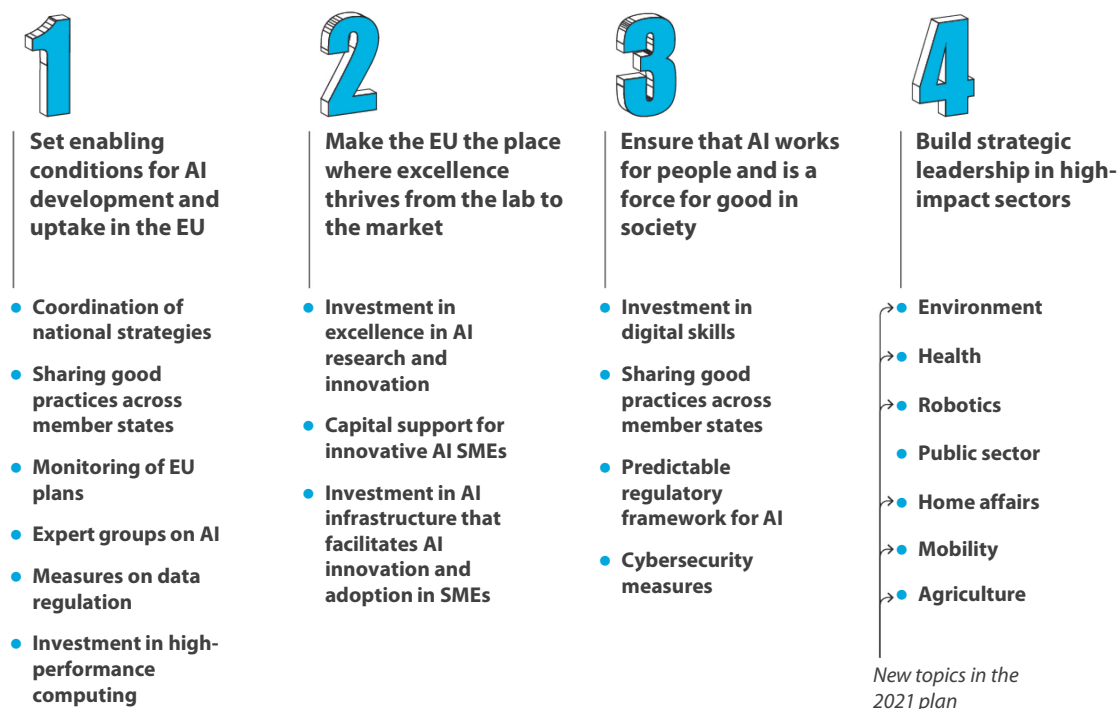 1
Set enabling
conditions for AI
development and
uptake in the EU
Coordination of
national strategies
Sharing good
practices across
member states
Monitoring of EU
plans
Expert groups on AI
Measures on data
regulation
Investment in high-
performance
computing
2
Make the EU the place
where excellence
thrives from the lab to
the market
Investment in
excellence in AI
research and
innovation
Capital support for
innovative AI SMEs
Investment in AI
infrastructure that
facilitates AI
innovation and
adoption in SMEs
3
Ensure that AI works
for people and is a
force for good in
society
Investment in
digital skills
Sharing good
practices across
member states
Predictable
regulatory
framework for AI
Cybersecurity
measures
4
Build strategic
leadership in high-
impact sectors
Environment
Health
Robotics
Public sector
Home affairs
Mobility
Agriculture
New topics in the
2021 plan